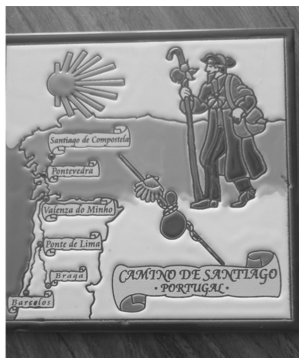 Santiago de Compostela
Pontevedra
Valenza do Minho
Ponte de Lima
Braga
Barcelos
CAMINO DE SANTIAGO
• PORTUGAL •